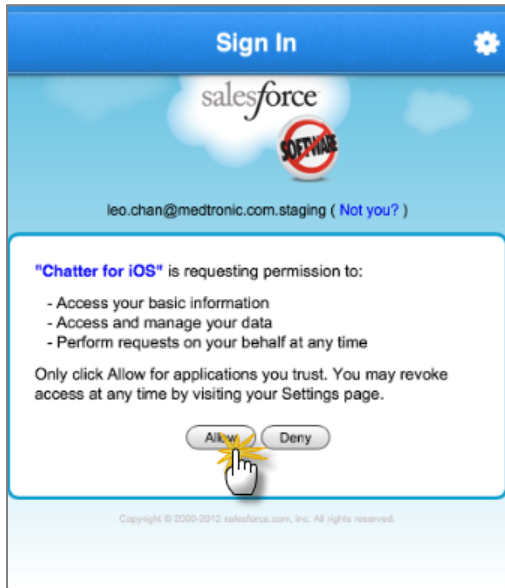 Sign In
salesforce
SOFTWARE
leo.chan@medtronic.com.staging ( Not you? )
"Chatter for iOS" is requesting permission to:
- Access your basic information
- Access and manage your data
- Perform requests on your behalf at any time
Only click Allow for applications you trust. You may revoke
access at any time by visiting your Settings page.
Allow Deny
Copyright © 2000-2012 salesforce.com, inc. All rights reserved.